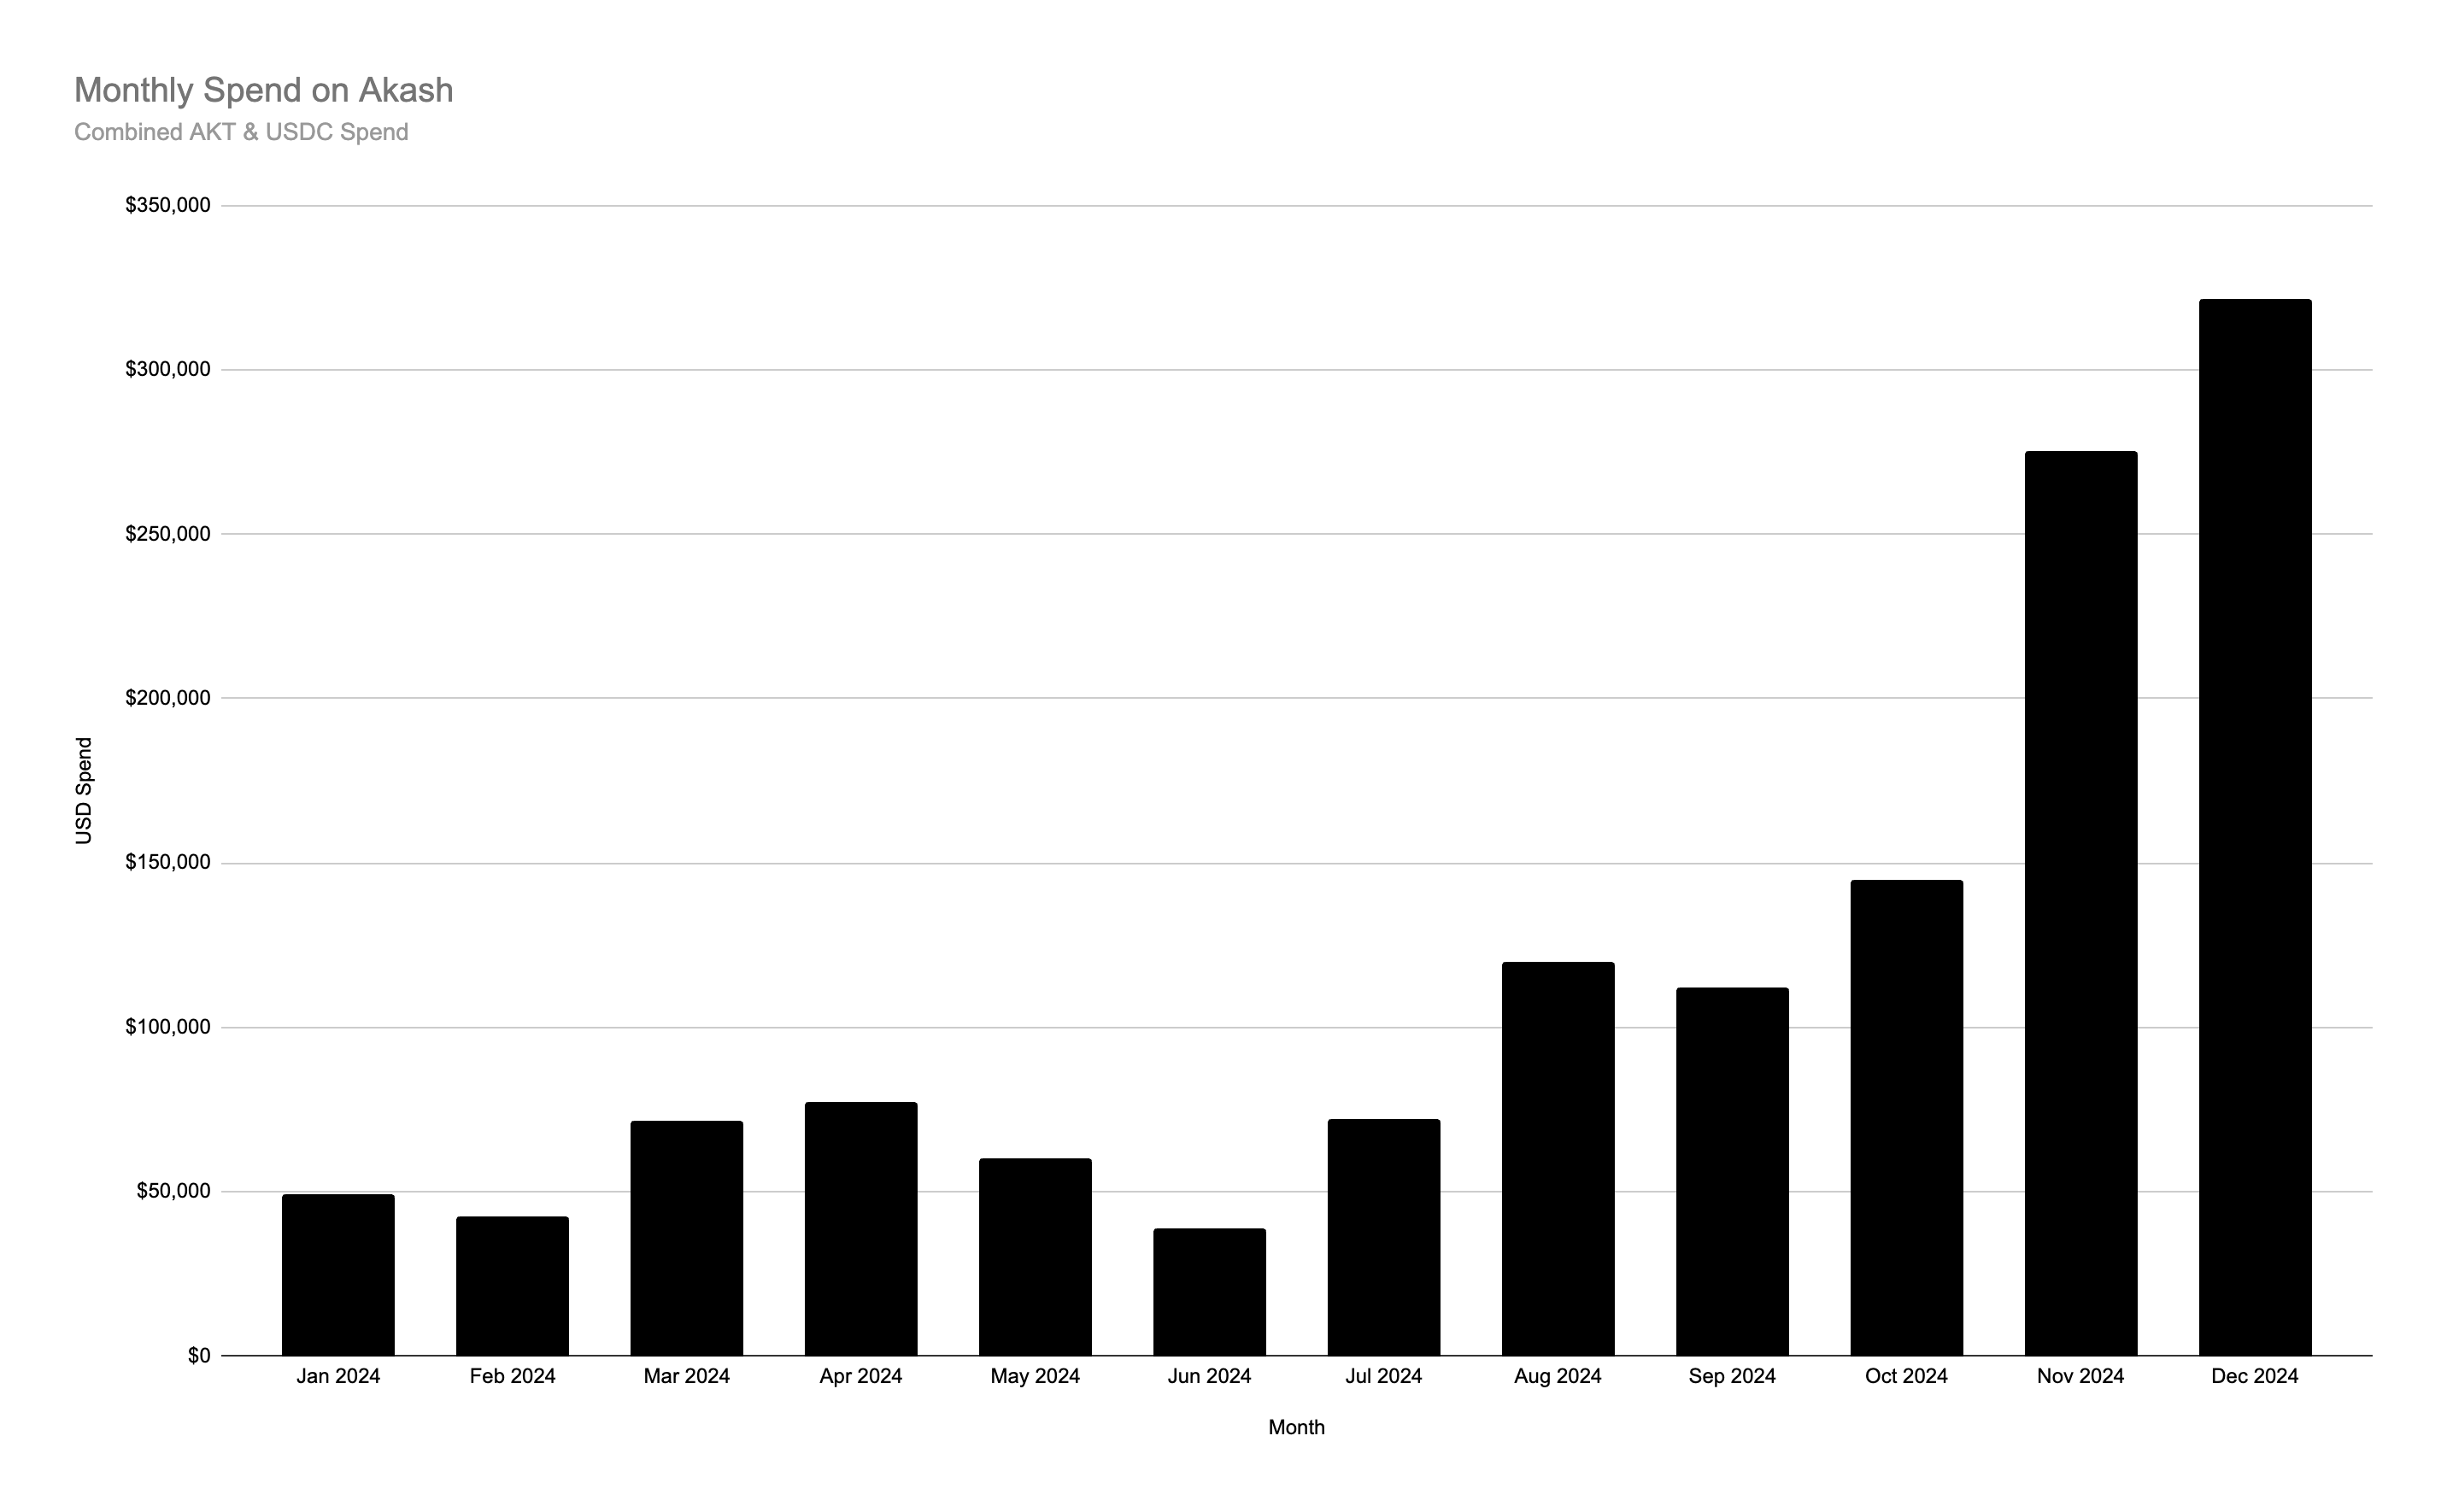 Monthly Spend on Akash
Combined AKT & USDC Spend
$350,000
$300,000
$250,000
$200,000
$150,000
$100,000
$50,000
$0
USD Spend
Jan 2024
Feb 2024
Mar 2024
Apr 2024
May 2024
Jun 2024
Jul 2024
Aug 2024
Sep 2024
Oct 2024
Nov 2024
Dec 2024
Month